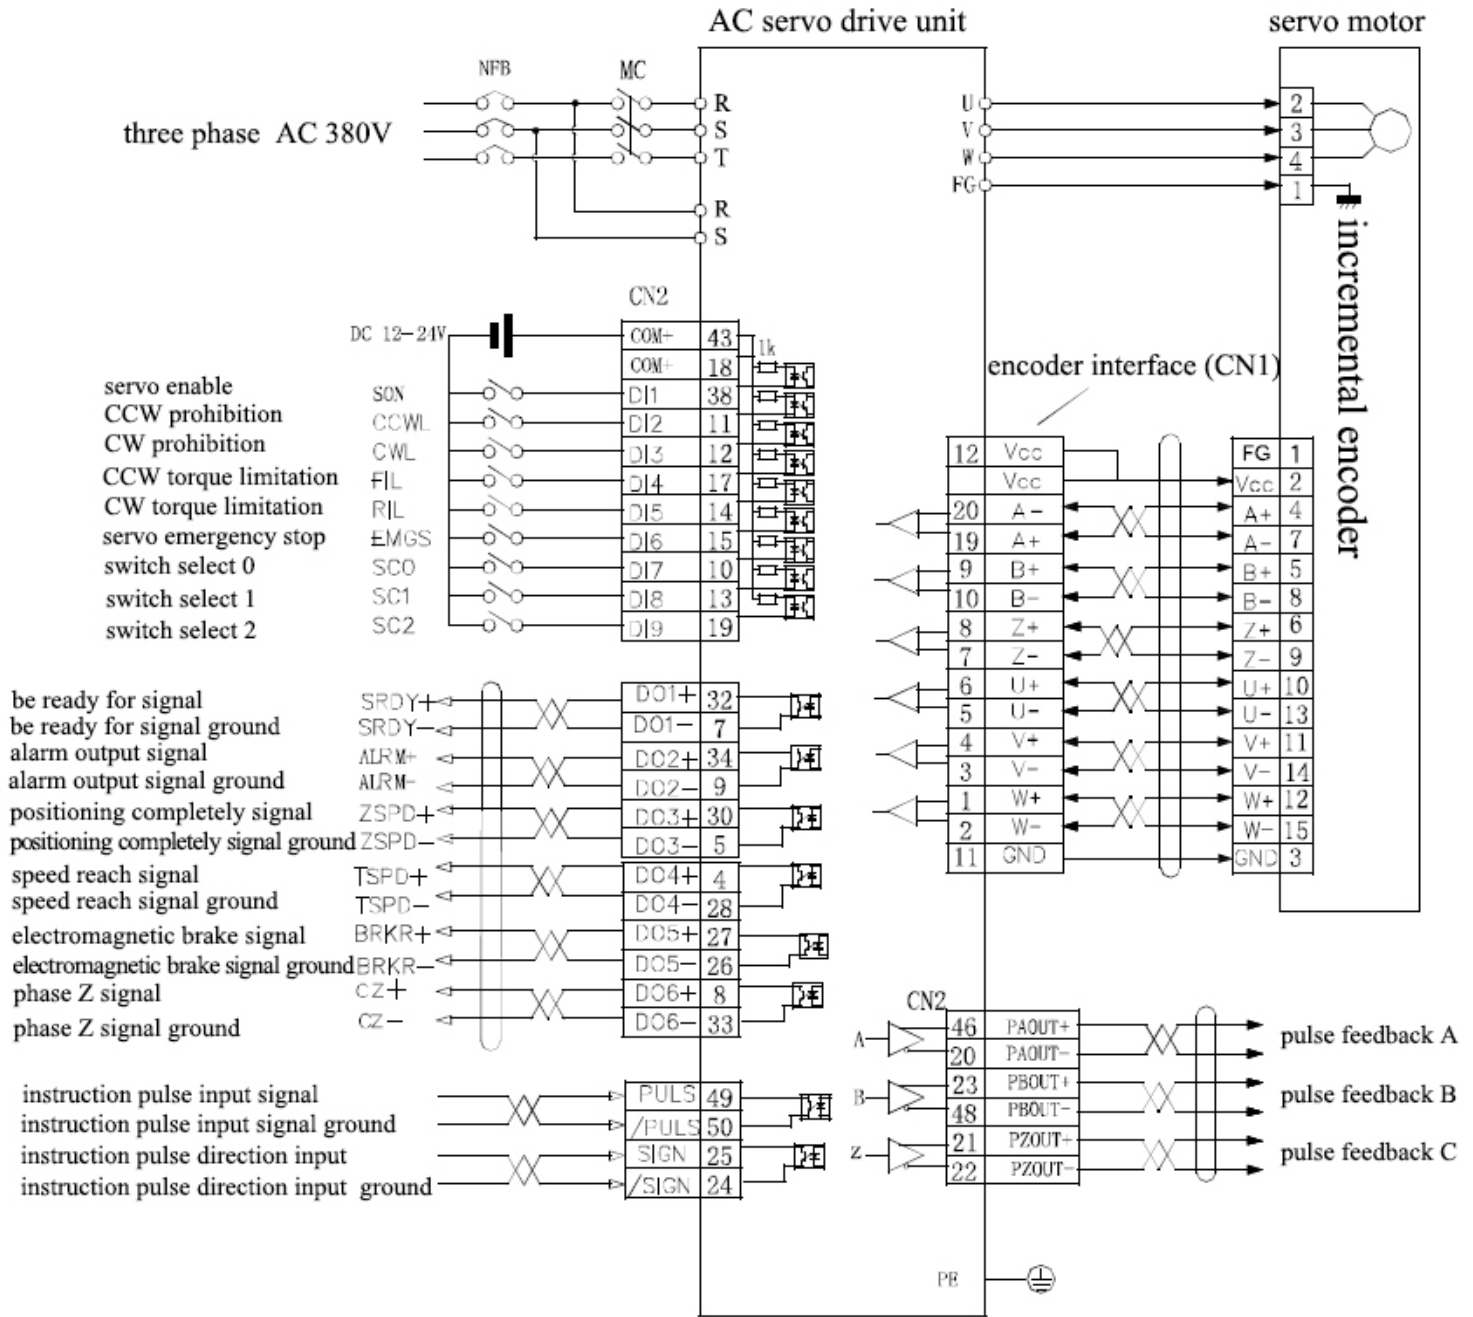 AC servo drive unit
servo motor
NFB
MC
three phase AC 380V
R
S
T
R
S
U
V
W
FG
2
3
4
1
incremental encoder
CN2
DC 12-24V
COM+ 43
COM+ 18
1k
servo enable SON DI1 38
CCW prohibition CCWL DI2 11
CW prohibition CWL DI3 12
CCW torque limitation FIL DI4 17
CW torque limitation RIL DI5 14
servo emergency stop EMGS DI6 15
switch select 0 SC0 DI7 10
switch select 1 SC1 DI8 13
switch select 2 SC2 DI9 19
encoder interface (CN1)
12 Vcc FG 1
Vcc Vcc 2
20 A- A+ 4
19 A+ A- 7
9 B+ B+ 5
10 B- B- 8
8 Z+ Z+ 6
7 Z- Z- 9
6 U+ U+ 10
5 U- U- 13
4 V+ V+ 11
3 V- V- 14
1 W+ W+ 12
2 W- W- 15
11 GND GND 3
be ready for signal SRDY+ DO1+ 32
be ready for signal ground SRDY- DO1- 7
alarm output signal ALRM+ DO2+ 34
alarm output signal ground ALRM- DO2- 9
positioning completely signal ZSPD+ DO3+ 30
positioning completely signal ground ZSPD- DO3- 5
speed reach signal TSPD+ DO4+ 4
speed reach signal ground TSPD- DO4- 28
electromagnetic brake signal BRKR+ DO5+ 27
electromagnetic brake signal ground BRKR- DO5- 26
phase Z signal CZ+ DO6+ 8
phase Z signal ground CZ- DO6- 33
instruction pulse input signal PULS 49
instruction pulse input signal ground /PULS 50
instruction pulse direction input SIGN 25
instruction pulse direction input ground /SIGN 24
CN2
A 46 PAOUT+ pulse feedback A
20 PAOUT-
B 23 PBOUT+ pulse feedback B
48 PBOUT-
Z 21 PZOUT+ pulse feedback C
22 PZOUT-
PE